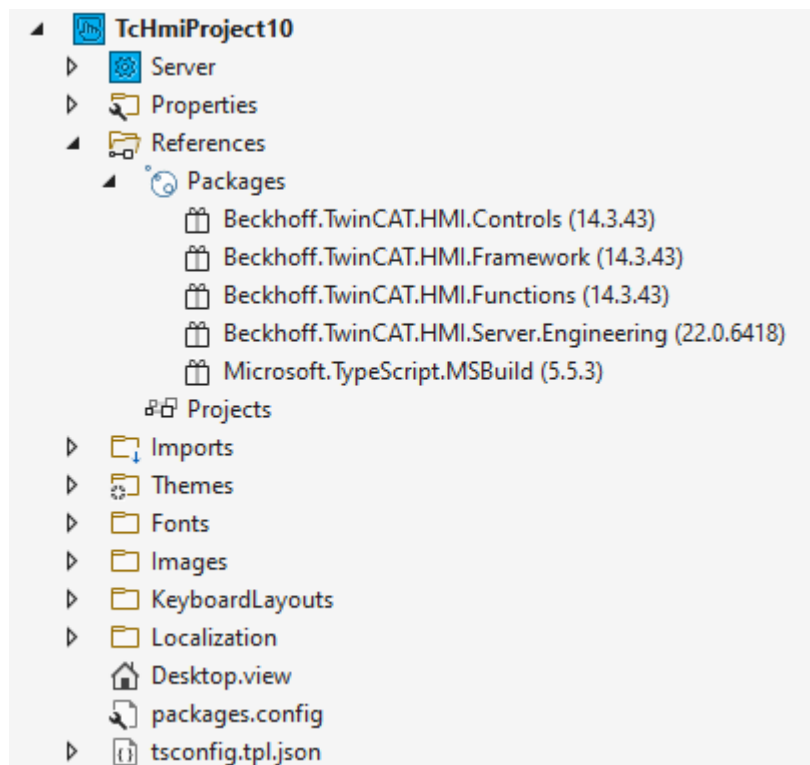 TcHmiProject10
Server
Properties
References
Packages
Beckhoff.TwinCAT.HMI.Controls (14.3.43)
Beckhoff.TwinCAT.HMI.Framework (14.3.43)
Beckhoff.TwinCAT.HMI.Functions (14.3.43)
Beckhoff.TwinCAT.HMI.Server.Engineering (22.0.6418)
Microsoft.TypeScript.MSBuild (5.5.3)
Projects
Imports
Themes
Fonts
Images
KeyboardLayouts
Localization
Desktop.view
packages.config
tsconfig.tpl.json